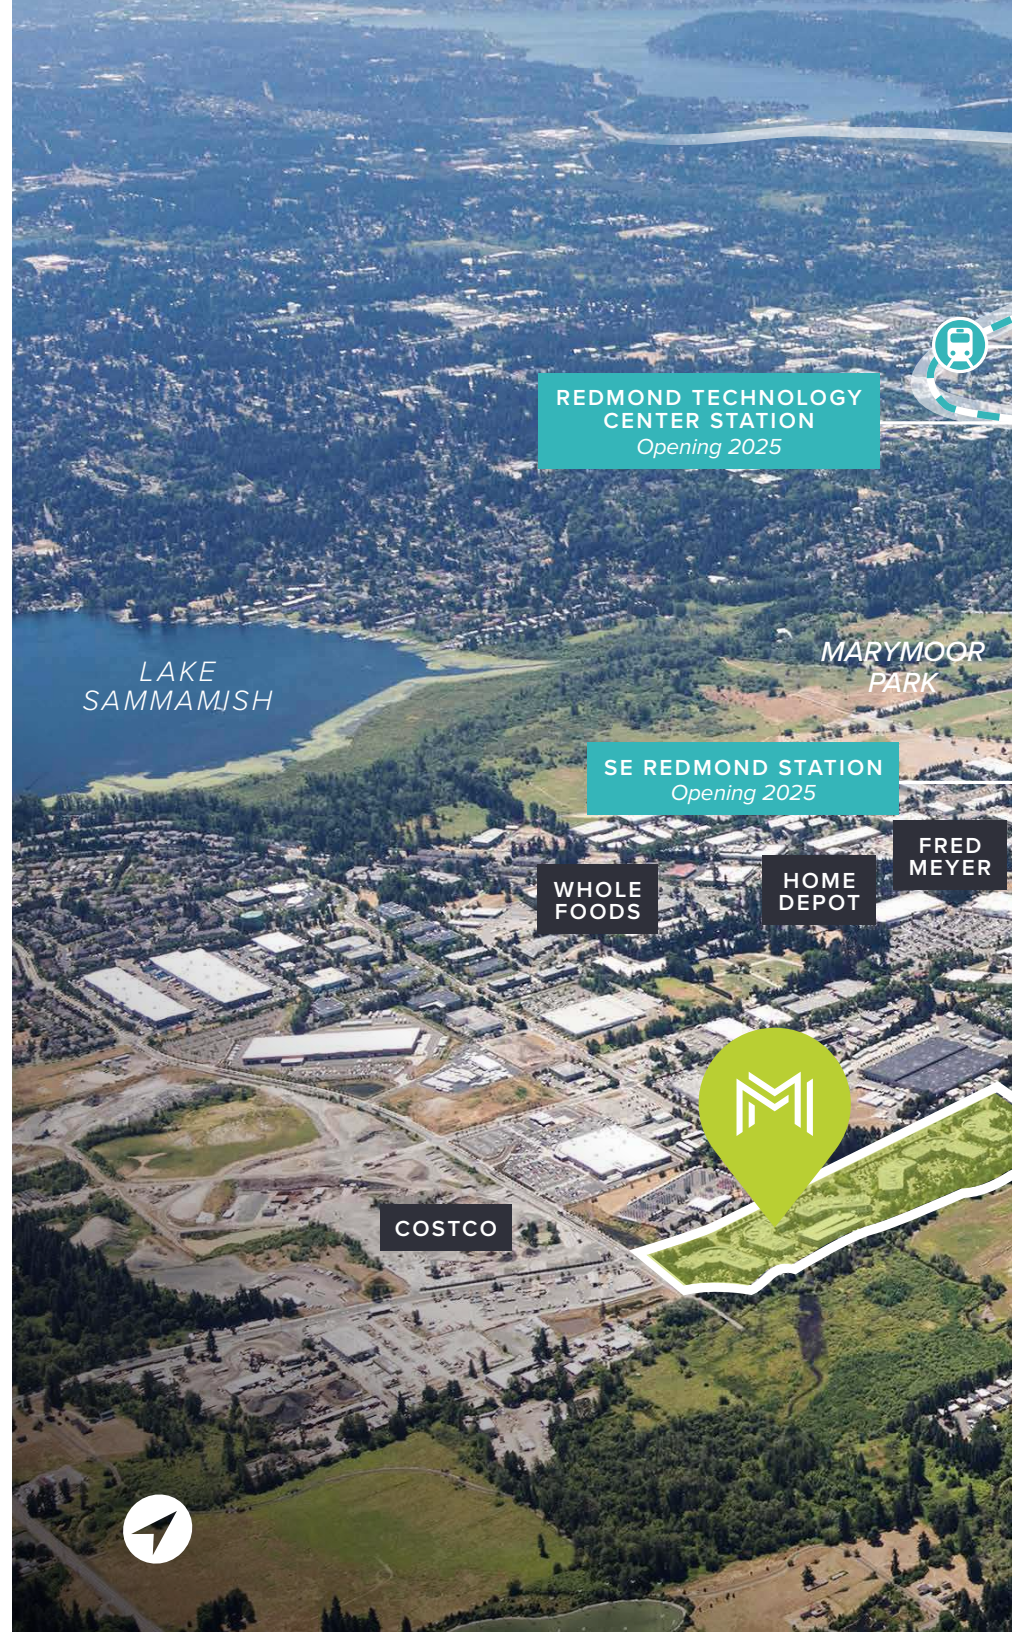 REDMOND TECHNOLOGY
CENTER STATION
Opening 2025
MARYMOOR
PARK
LAKE
SAMMAMISH
SE REDMOND STATION
Opening 2025
FRED
MEYER
HOME
DEPOT
WHOLE
FOODS
M
COSTCO